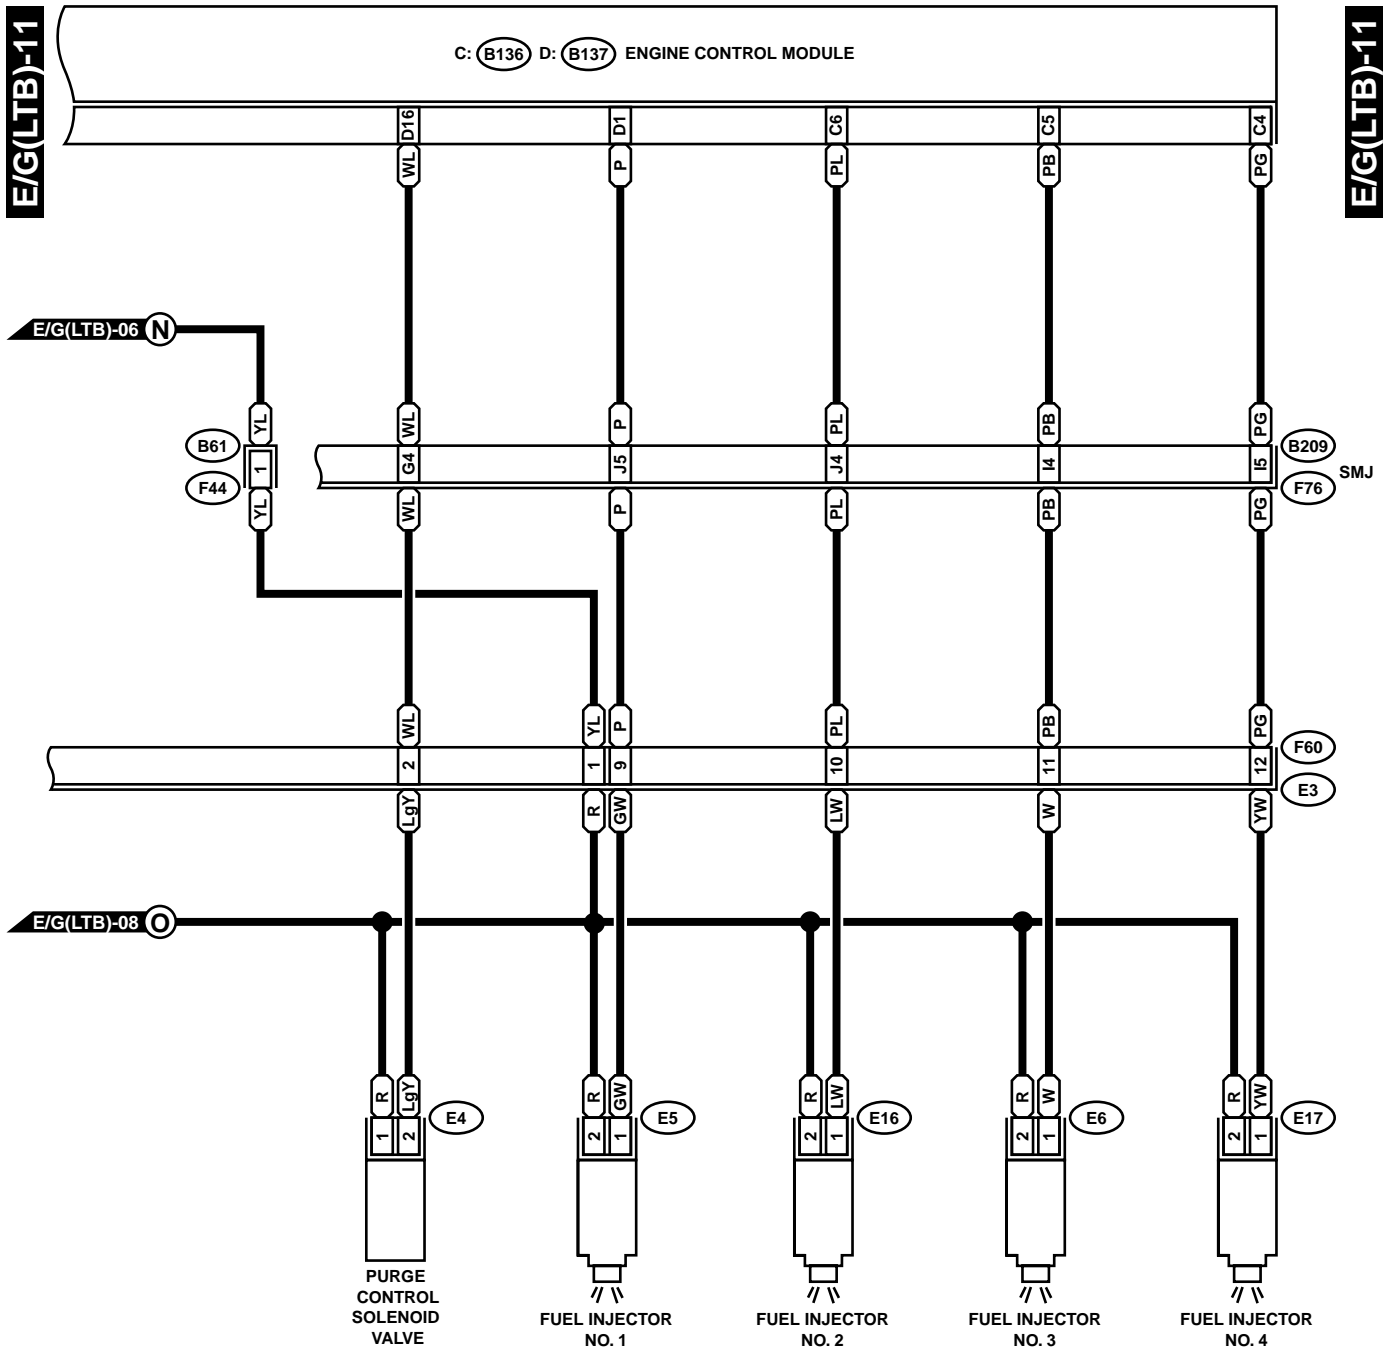 E/G(LTB)-11
E/G(LTB)-11
C: B136 D: B137 ENGINE CONTROL MODULE
D16 D1 C6 C5 C4
WL P PL PB PG
E/G(LTB)-06 N
YL WL P PL PB PG
B61 1 G4 J5 J4 I4 I5 B209
F44 F76 SMJ
YL WL P PL PB PG
WL YL P PL PB PG
2 1 9 10 11 12 F60
E3
LgY R GW LW W YW
E/G(LTB)-08 O
R LgY R GW R LW R W R YW
E4 E5 E16 E6 E17
1 2 2 1 2 1 2 1 2 1
PURGE
CONTROL
SOLENOID
VALVE
FUEL INJECTOR
NO. 1
FUEL INJECTOR
NO. 2
FUEL INJECTOR
NO. 3
FUEL INJECTOR
NO. 4